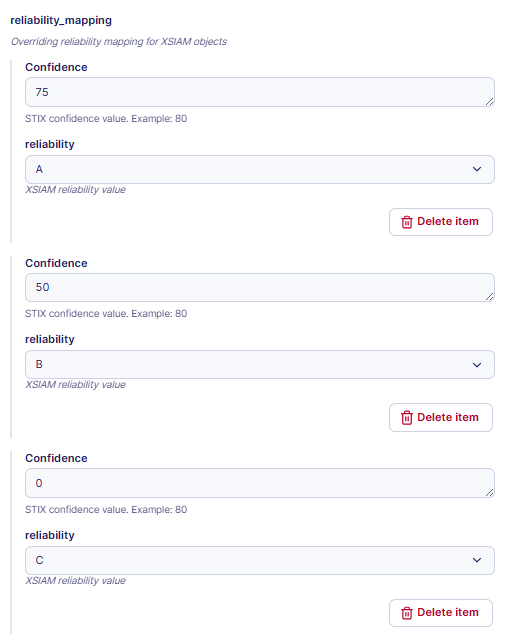 reliability_mapping
Overriding reliability mapping for XSIAM objects
Confidence
75
STIX confidence value. Example: 80
reliability
A
XSIAM reliability value
Delete item
Confidence
50
STIX confidence value. Example: 80
reliability
B
XSIAM reliability value
Delete item
Confidence
0
STIX confidence value. Example: 80
reliability
C
XSIAM reliability value
Delete item